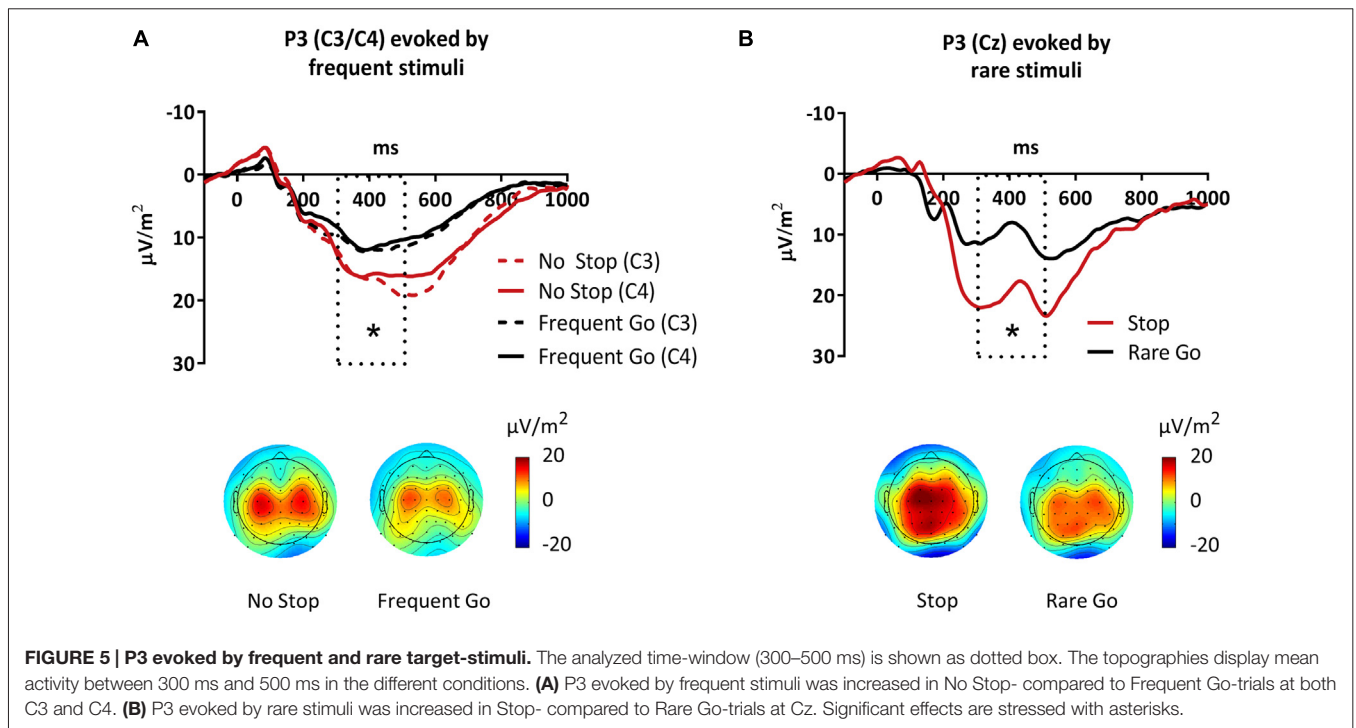 A
P3 (C3/C4) evoked by
frequent stimuli
-10
0
10
20
30
µV/m²
ms
0 200 400 600 800 1000
No Stop (C3)
No Stop (C4)
Frequent Go (C3)
Frequent Go (C4)
*
B
P3 (Cz) evoked by
rare stimuli
-10
0
10
20
30
µV/m²
ms
0 200 400 600 800 1000
Stop
Rare Go
*
µV/m²
20
0
-20
No Stop
Frequent Go
µV/m²
20
0
-20
Stop
Rare Go
FIGURE 5 | P3 evoked by frequent and rare target-stimuli. The analyzed time-window (300–500 ms) is shown as dotted box. The topographies display mean
activity between 300 ms and 500 ms in the different conditions. (A) P3 evoked by frequent stimuli was increased in No Stop- compared to Frequent Go-trials at both
C3 and C4. (B) P3 evoked by rare stimuli was increased in Stop- compared to Rare Go-trials at Cz. Significant effects are stressed with asterisks.